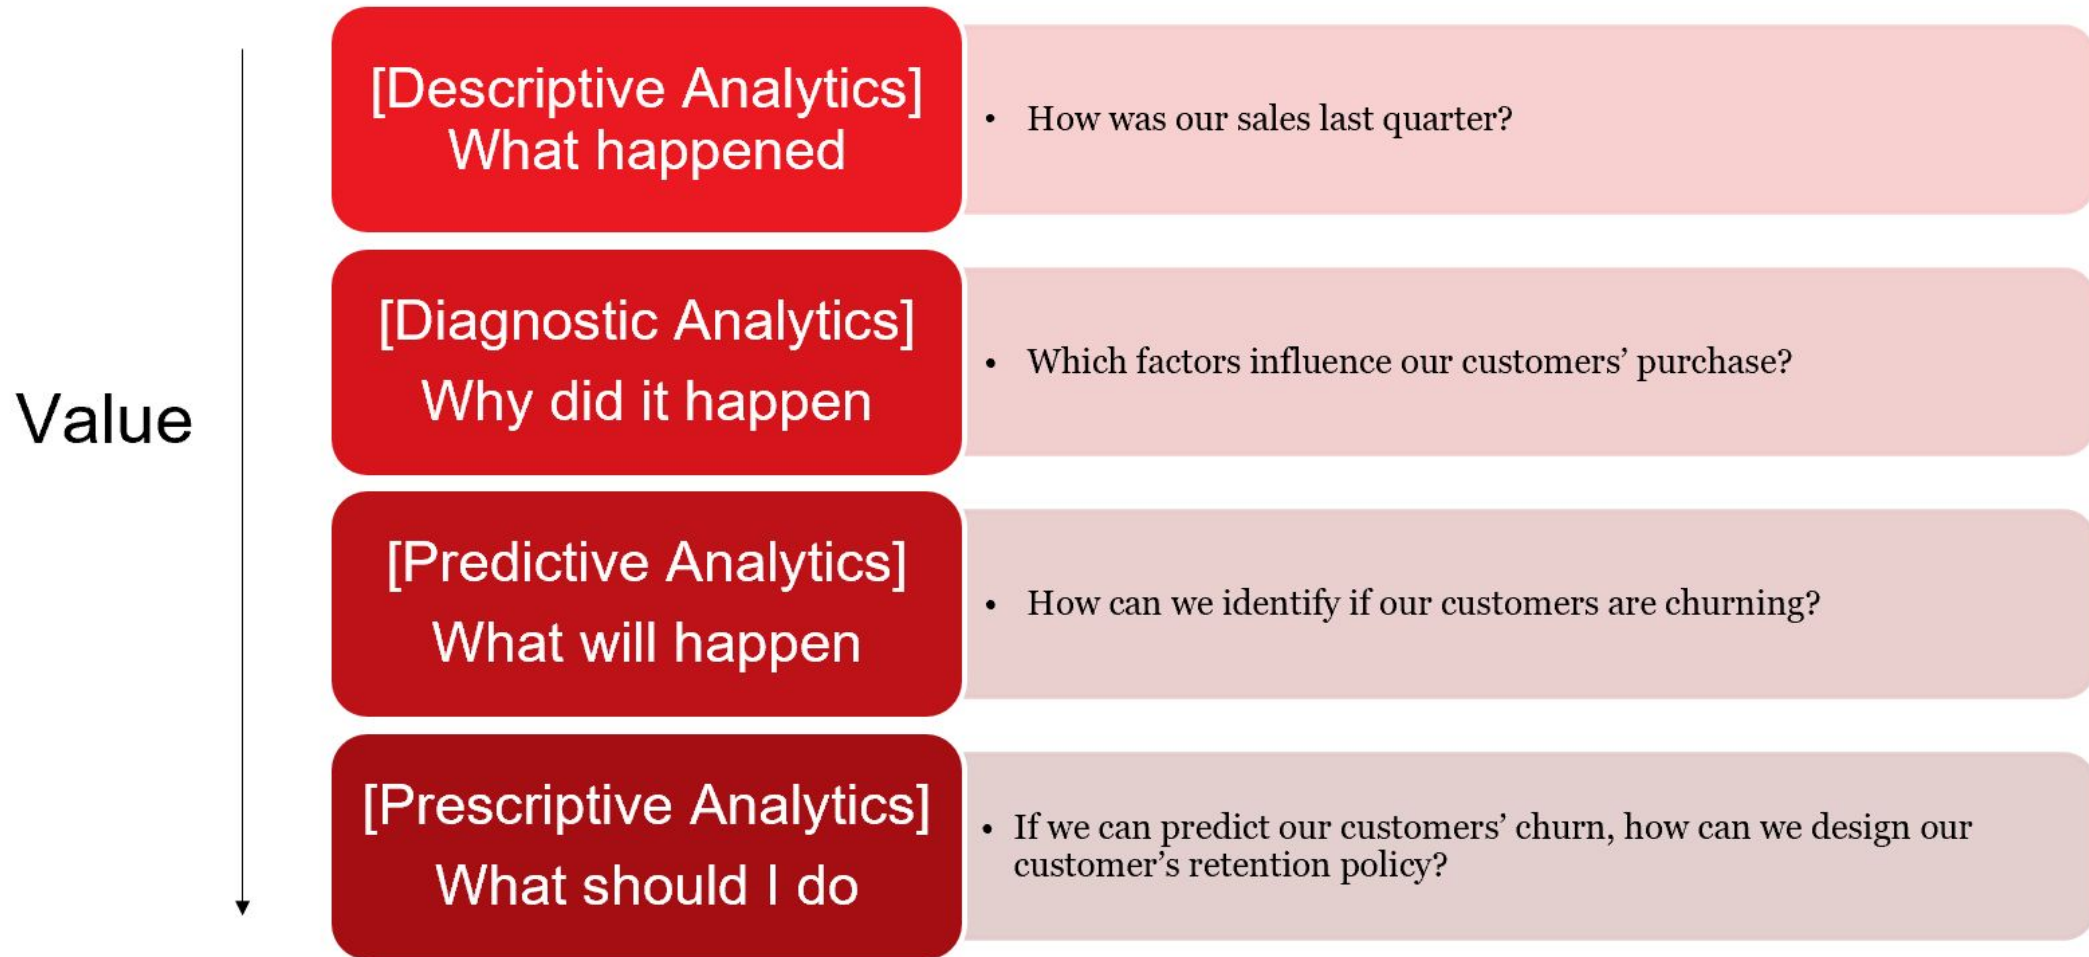 [Descriptive Analytics]
What happened
• How was our sales last quarter?
[Diagnostic Analytics]
Why did it happen
• Which factors influence our customers’ purchase?
Value
[Predictive Analytics]
What will happen
• How can we identify if our customers are churning?
[Prescriptive Analytics]
What should I do
• If we can predict our customers’ churn, how can we design our
customer’s retention policy?